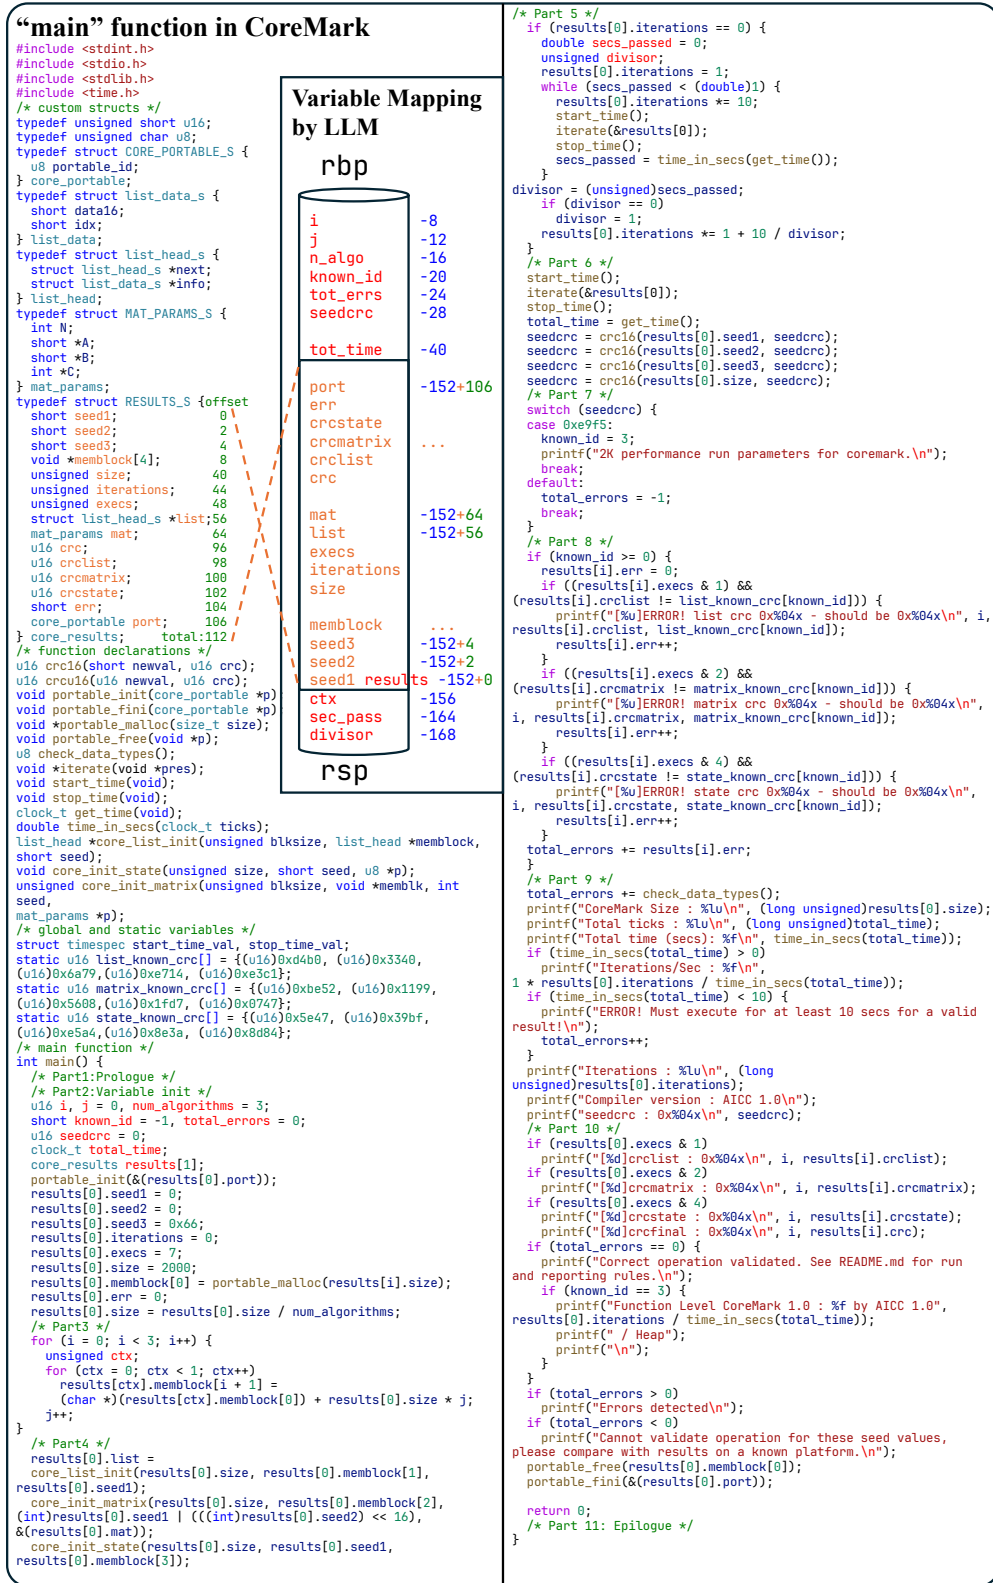 “main” function in CoreMark
#include <stdint.h>
#include <stdio.h>
#include <stdlib.h>
#include <time.h>
/* custom structs */
typedef unsigned short u16;
typedef unsigned char u8;
typedef struct CORE_PORTABLE_S {
u8 portable_id;
} core_portable;
typedef struct list_data_s {
short data16;
short idx;
} list_data;
typedef struct list_head_s {
struct list_head_s *next;
struct list_data_s *info;
} list_head;
typedef struct MAT_PARAMS_S {
int N;
short *A;
short *B;
int *C;
} mat_params;
typedef struct RESULTS_S {offset
short seed1; 0
short seed2; 2
short seed3; 4
void *memblock[4]; 8
unsigned size; 40
unsigned iterations; 44
unsigned execs; 48
struct list_head_s *list;56
mat_params mat; 64
u16 crc; 96
u16 crclist; 98
u16 crcmatrix; 100
u16 crcstate; 102
short err; 104
core_portable port; 106
} core_results; total:112
/* function declarations */
u16 crc16(short newval, u16 crc);
u16 crcu16(u16 newval, u16 crc);
void portable_init(core_portable *p)
void portable_fini(core_portable *p)
void *portable_malloc(size_t size);
void portable_free(void *p);
u8 check_data_types();
void *iterate(void *pres);
void start_time(void);
void stop_time(void);
clock_t get_time(void);
double time_in_secs(clock_t ticks);
list_head *core_list_init(unsigned blksize, list_head *memblock,
short seed);
void core_init_state(unsigned size, short seed, u8 *p);
unsigned core_init_matrix(unsigned blksize, void *memblk, int
seed,
mat_params *p);
/* global and static variables */
struct timespec start_time_val, stop_time_val;
static u16 list_known_crc[] = {(u16)0xd4b0, (u16)0x3340,
(u16)0x6a79,(u16)0xe714, (u16)0xe3c1};
static u16 matrix_known_crc[] = {(u16)0xbe52, (u16)0x1199,
(u16)0x5608,(u16)0x1fd7, (u16)0x0747};
static u16 state_known_crc[] = {(u16)0x5e47, (u16)0x39bf,
(u16)0xe5a4,(u16)0x8e3a, (u16)0x8d84};
/* main function */
int main() {
/* Part1:Prologue */
/* Part2:Variable init */
u16 i, j = 0, num_algorithms = 3;
short known_id = -1, total_errors = 0;
u16 seedcrc = 0;
clock_t total_time;
core_results results[1];
portable_init(&(results[0].port));
results[0].seed1 = 0;
results[0].seed2 = 0;
results[0].seed3 = 0x66;
results[0].iterations = 0;
results[0].execs = 7;
results[0].size = 2000;
results[0].memblock[0] = portable_malloc(results[i].size);
results[0].err = 0;
results[0].size = results[0].size / num_algorithms;
/* Part3 */
for (i = 0; i < 3; i++) {
unsigned ctx;
for (ctx = 0; ctx < 1; ctx++)
results[ctx].memblock[i + 1] =
(char *)(results[ctx].memblock[0]) + results[0].size * j;
j++;
}
/* Part4 */
results[0].list =
core_list_init(results[0].size, results[0].memblock[1],
results[0].seed1);
core_init_matrix(results[0].size, results[0].memblock[2],
(int)results[0].seed1 | (((int)results[0].seed2) << 16),
&(results[0].mat));
core_init_state(results[0].size, results[0].seed1,
results[0].memblock[3]);
Variable Mapping
by LLM
rbp
i -8
j -12
n_algo -16
known_id -20
tot_errs -24
seedcrc -28
tot_time -40
port -152+106
err
crcstate
crcmatrix ...
crclist
crc
mat -152+64
list -152+56
execs
iterations
size
memblock ...
seed3 -152+4
seed2 -152+2
seed1 results -152+0
ctx -156
sec_pass -164
divisor -168
rsp
/* Part 5 */
if (results[0].iterations == 0) {
double secs_passed = 0;
unsigned divisor;
results[0].iterations = 1;
while (secs_passed < (double)1) {
results[0].iterations *= 10;
start_time();
iterate(&results[0]);
stop_time();
secs_passed = time_in_secs(get_time());
}
divisor = (unsigned)secs_passed;
if (divisor == 0)
divisor = 1;
results[0].iterations *= 1 + 10 / divisor;
}
/* Part 6 */
start_time();
iterate(&results[0]);
stop_time();
total_time = get_time();
seedcrc = crc16(results[0].seed1, seedcrc);
seedcrc = crc16(results[0].seed2, seedcrc);
seedcrc = crc16(results[0].seed3, seedcrc);
seedcrc = crc16(results[0].size, seedcrc);
/* Part 7 */
switch (seedcrc) {
case 0xe9f5:
known_id = 3;
printf("2K performance run parameters for coremark.\n");
break;
default:
total_errors = -1;
break;
}
/* Part 8 */
if (known_id >= 0) {
results[i].err = 0;
if ((results[i].execs & 1) &&
(results[i].crclist != list_known_crc[known_id])) {
printf("[%u]ERROR! list crc 0x%04x - should be 0x%04x\n", i,
results[i].crclist, list_known_crc[known_id]);
results[i].err++;
}
if ((results[i].execs & 2) &&
(results[i].crcmatrix != matrix_known_crc[known_id])) {
printf("[%u]ERROR! matrix crc 0x%04x - should be 0x%04x\n",
i, results[i].crcmatrix, matrix_known_crc[known_id]);
results[i].err++;
}
if ((results[i].execs & 4) &&
(results[i].crcstate != state_known_crc[known_id])) {
printf("[%u]ERROR! state crc 0x%04x - should be 0x%04x\n",
i, results[i].crcstate, state_known_crc[known_id]);
results[i].err++;
}
total_errors += results[i].err;
}
/* Part 9 */
total_errors += check_data_types();
printf("CoreMark Size : %lu\n", (long unsigned)results[0].size);
printf("Total ticks : %lu\n", (long unsigned)total_time);
printf("Total time (secs): %f\n", time_in_secs(total_time));
if (time_in_secs(total_time) > 0)
printf("Iterations/Sec : %f\n",
1 * results[0].iterations / time_in_secs(total_time));
if (time_in_secs(total_time) < 10) {
printf("ERROR! Must execute for at least 10 secs for a valid
result!\n");
total_errors++;
}
printf("Iterations : %lu\n", (long
unsigned)results[0].iterations);
printf("Compiler version : AICC 1.0\n");
printf("seedcrc : 0x%04x\n", seedcrc);
/* Part 10 */
if (results[0].execs & 1)
printf("[%d]crclist : 0x%04x\n", i, results[i].crclist);
if (results[0].execs & 2)
printf("[%d]crcmatrix : 0x%04x\n", i, results[i].crcmatrix);
if (results[0].execs & 4)
printf("[%d]crcstate : 0x%04x\n", i, results[i].crcstate);
printf("[%d]crcfinal : 0x%04x\n", i, results[i].crc);
if (total_errors == 0) {
printf("Correct operation validated. See README.md for run
and reporting rules.\n");
if (known_id == 3) {
printf("Function Level CoreMark 1.0 : %f by AICC 1.0",
results[0].iterations / time_in_secs(total_time));
printf(" / Heap");
printf("\n");
}
}
if (total_errors > 0)
printf("Errors detected\n");
if (total_errors < 0)
printf("Cannot validate operation for these seed values,
please compare with results on a known platform.\n");
portable_free(results[0].memblock[0]);
portable_fini(&(results[0].port));
return 0;
/* Part 11: Epilogue */
}